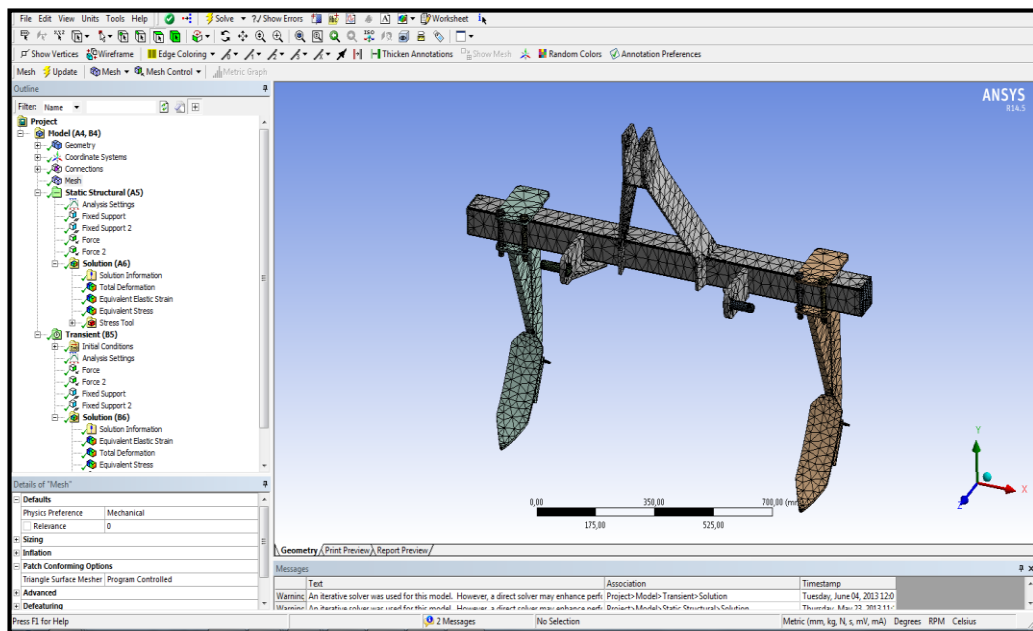 File Edit View Units Tools Help Solve ?/ Show Errors Worksheet
Show Vertices Wireframe Edge Coloring Thicken Annotations Show Mesh Random Colors Annotation Preferences
Mesh Update Mesh Mesh Control Metric Graph
Outline
Filter: Name
Project
Model (A4, B4)
Geometry
Coordinate Systems
Connections
Mesh
Static Structural (A5)
Analysis Settings
Fixed Support
Fixed Support 2
Force
Force 2
Solution (A6)
Solution Information
Total Deformation
Equivalent Elastic Strain
Equivalent Stress
Stress Tool
Transient (B5)
Initial Conditions
Analysis Settings
Force
Force 2
Fixed Support
Fixed Support 2
Solution (B6)
Solution Information
Equivalent Elastic Strain
Total Deformation
Equivalent Stress
ANSYS
R14.5
Y
X
Z
0,00 350,00 700,00 (mm
175,00 525,00
Geometry Print Preview Report Preview
Details of "Mesh"
Defaults
Physics Preference Mechanical
Relevance 0
Sizing
Inflation
Patch Conforming Options
Triangle Surface Mesher Program Controlled
Advanced
Defeaturing
Messages
Text Association Timestamp
Warninc An iterative solver was used for this model. However, a direct solver may enhance perfc Project>Model>Transient>Solution Tuesday, June 04, 2013 12:0
Warninc An iterative solver was used for this model. However, a direct solver may enhance perfc Project>Model>Static Structural>Solution Thursday, May 23, 2013 11:
Press F1 for Help 2 Messages No Selection Metric (mm, kg, N, s, mV, mA) Degrees RPM Celsius